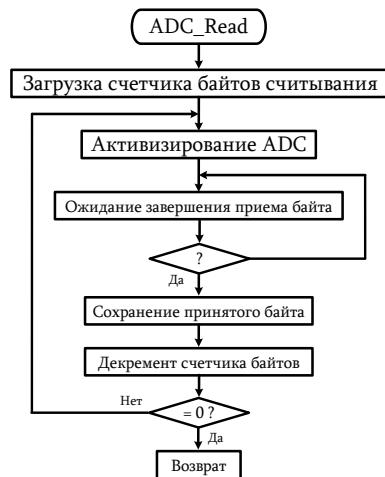 ADC_Read
Загрузка счетчика байтов считывания
Активизирование ADC
Ожидание завершения приема байта
?
Да
Сохранение принятого байта
Декремент счетчика байтов
Нет
= 0 ?
Да
Возврат